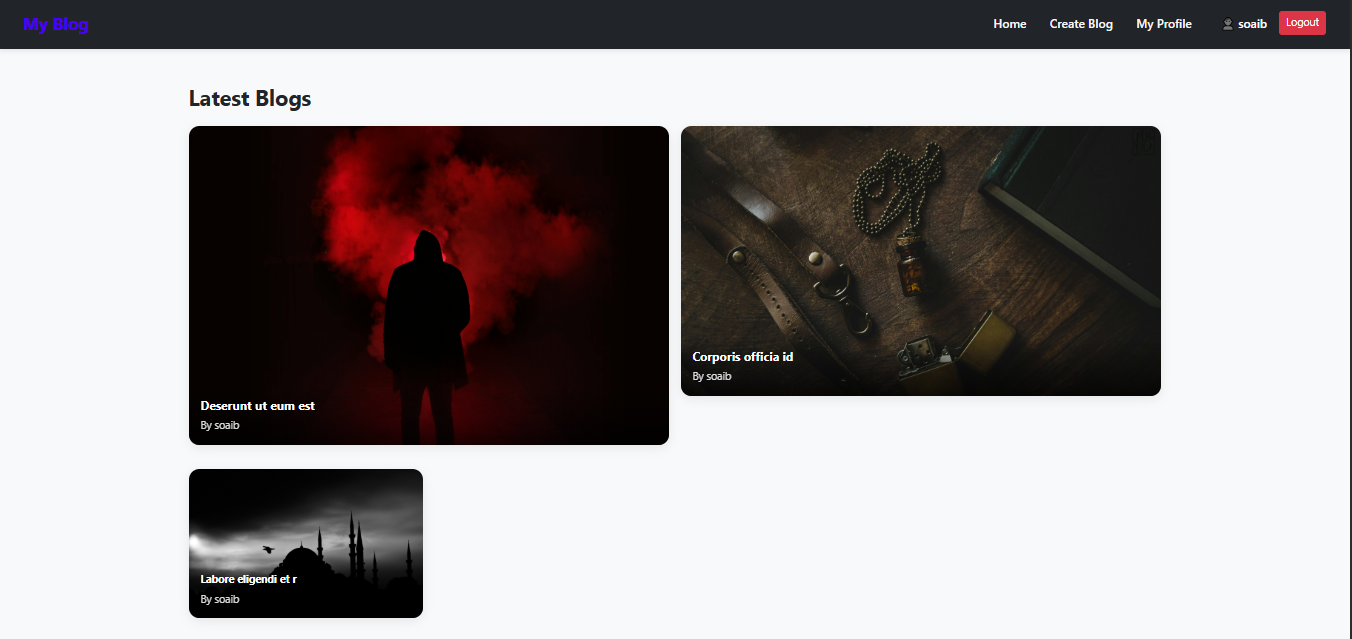 My Blog
Home Create Blog My Profile soaib Logout
Latest Blogs
Deserunt ut eum est
By soaib
Corporis officia id
By soaib
Labore eligendi et r
By soaib